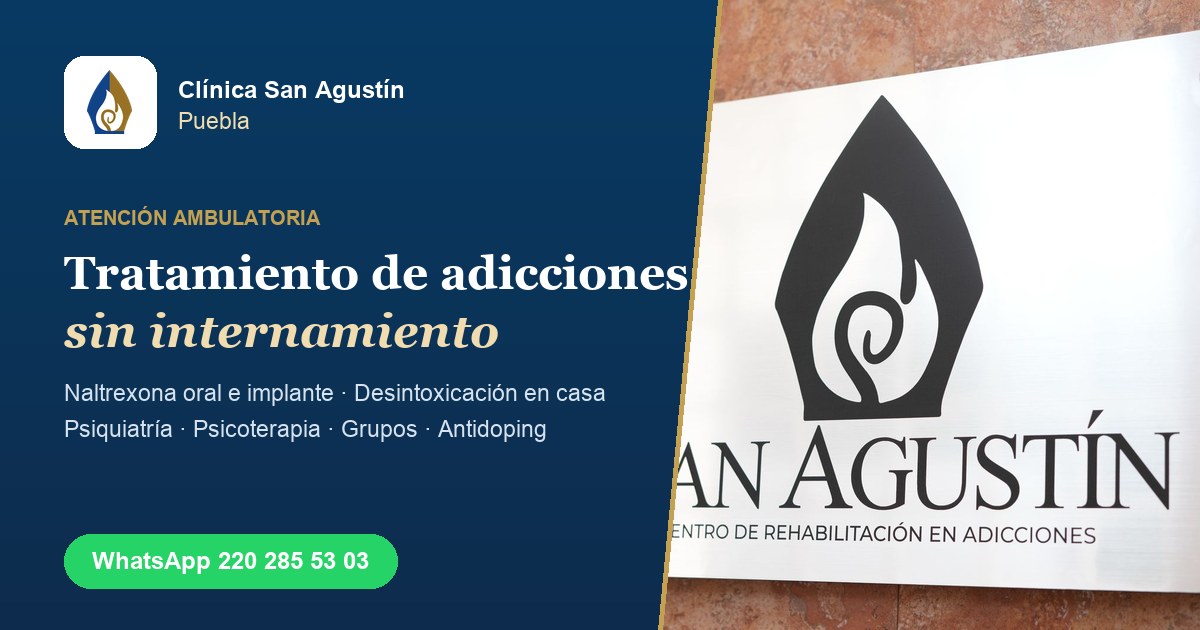 Clínica San Agustín
Puebla
ATENCIÓN AMBULATORIA
Tratamiento de adicciones
sin internamiento
Naltrexona oral e implante · Desintoxicación en casa
Psiquiatría · Psicoterapia · Grupos · Antidoping
WhatsApp 220 285 53 03
AN AGUSTÍN
ENTRO DE REHABILITACIÓN EN ADICCIONES